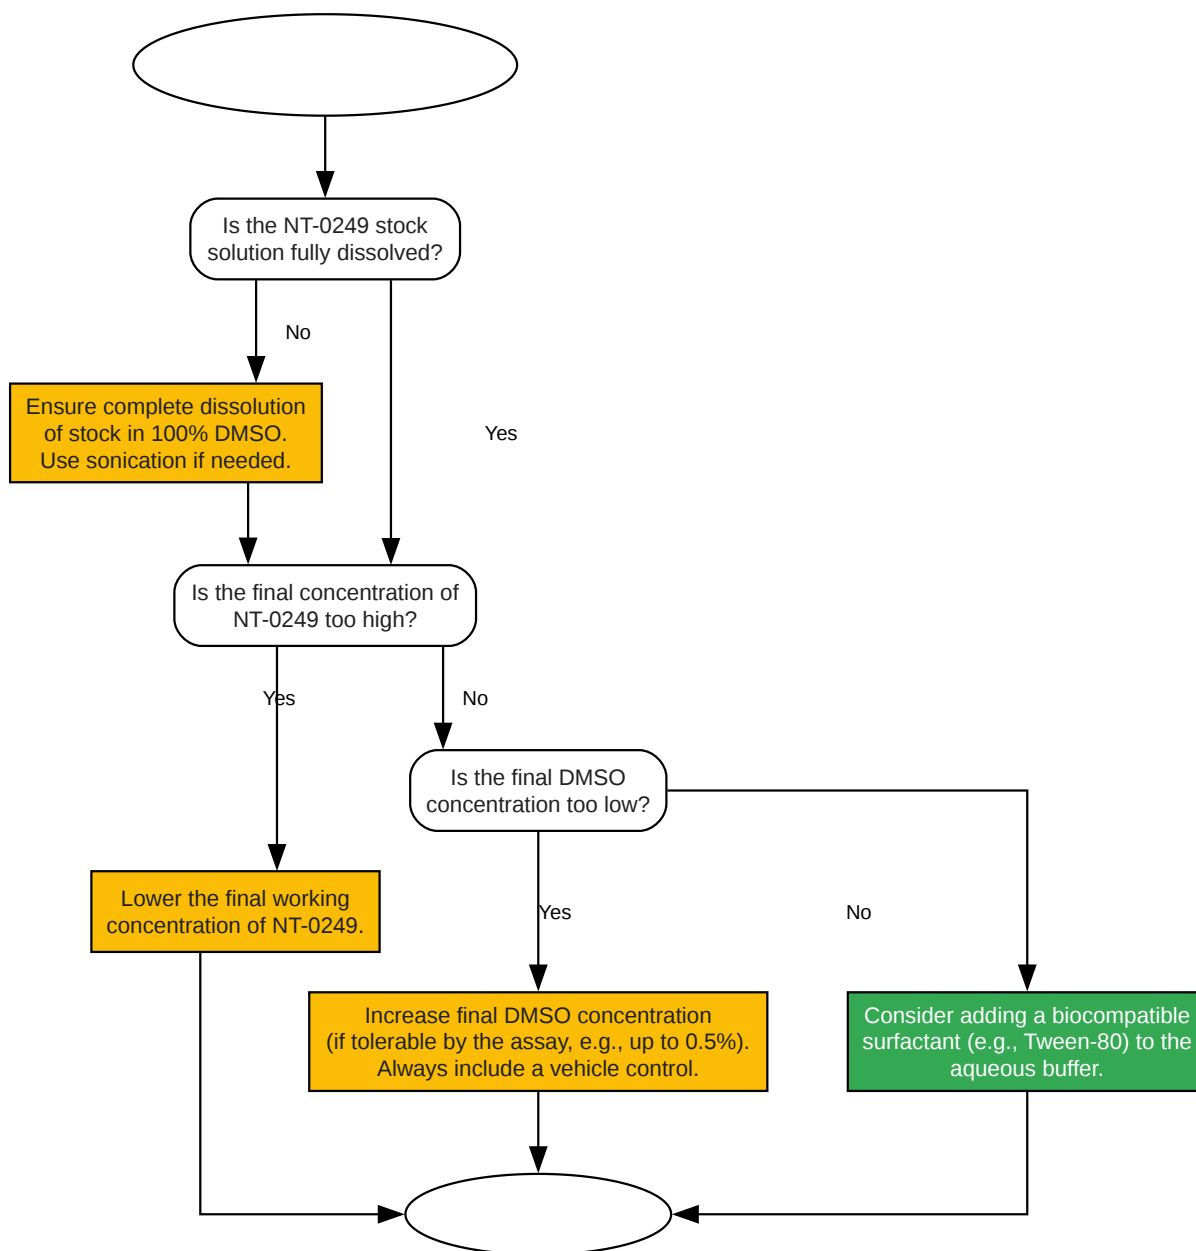 Is the NT-0249 stock
solution fully dissolved?
No
Ensure complete dissolution
of stock in 100% DMSO.
Use sonication if needed.
Yes
Is the final concentration of
NT-0249 too high?
Yes
No
Is the final DMSO
concentration too low?
Lower the final working
concentration of NT-0249.
Yes
No
Increase final DMSO concentration
(if tolerable by the assay, e.g., up to 0.5%).
Always include a vehicle control.
Consider adding a biocompatible
surfactant (e.g., Tween-80) to the
aqueous buffer.